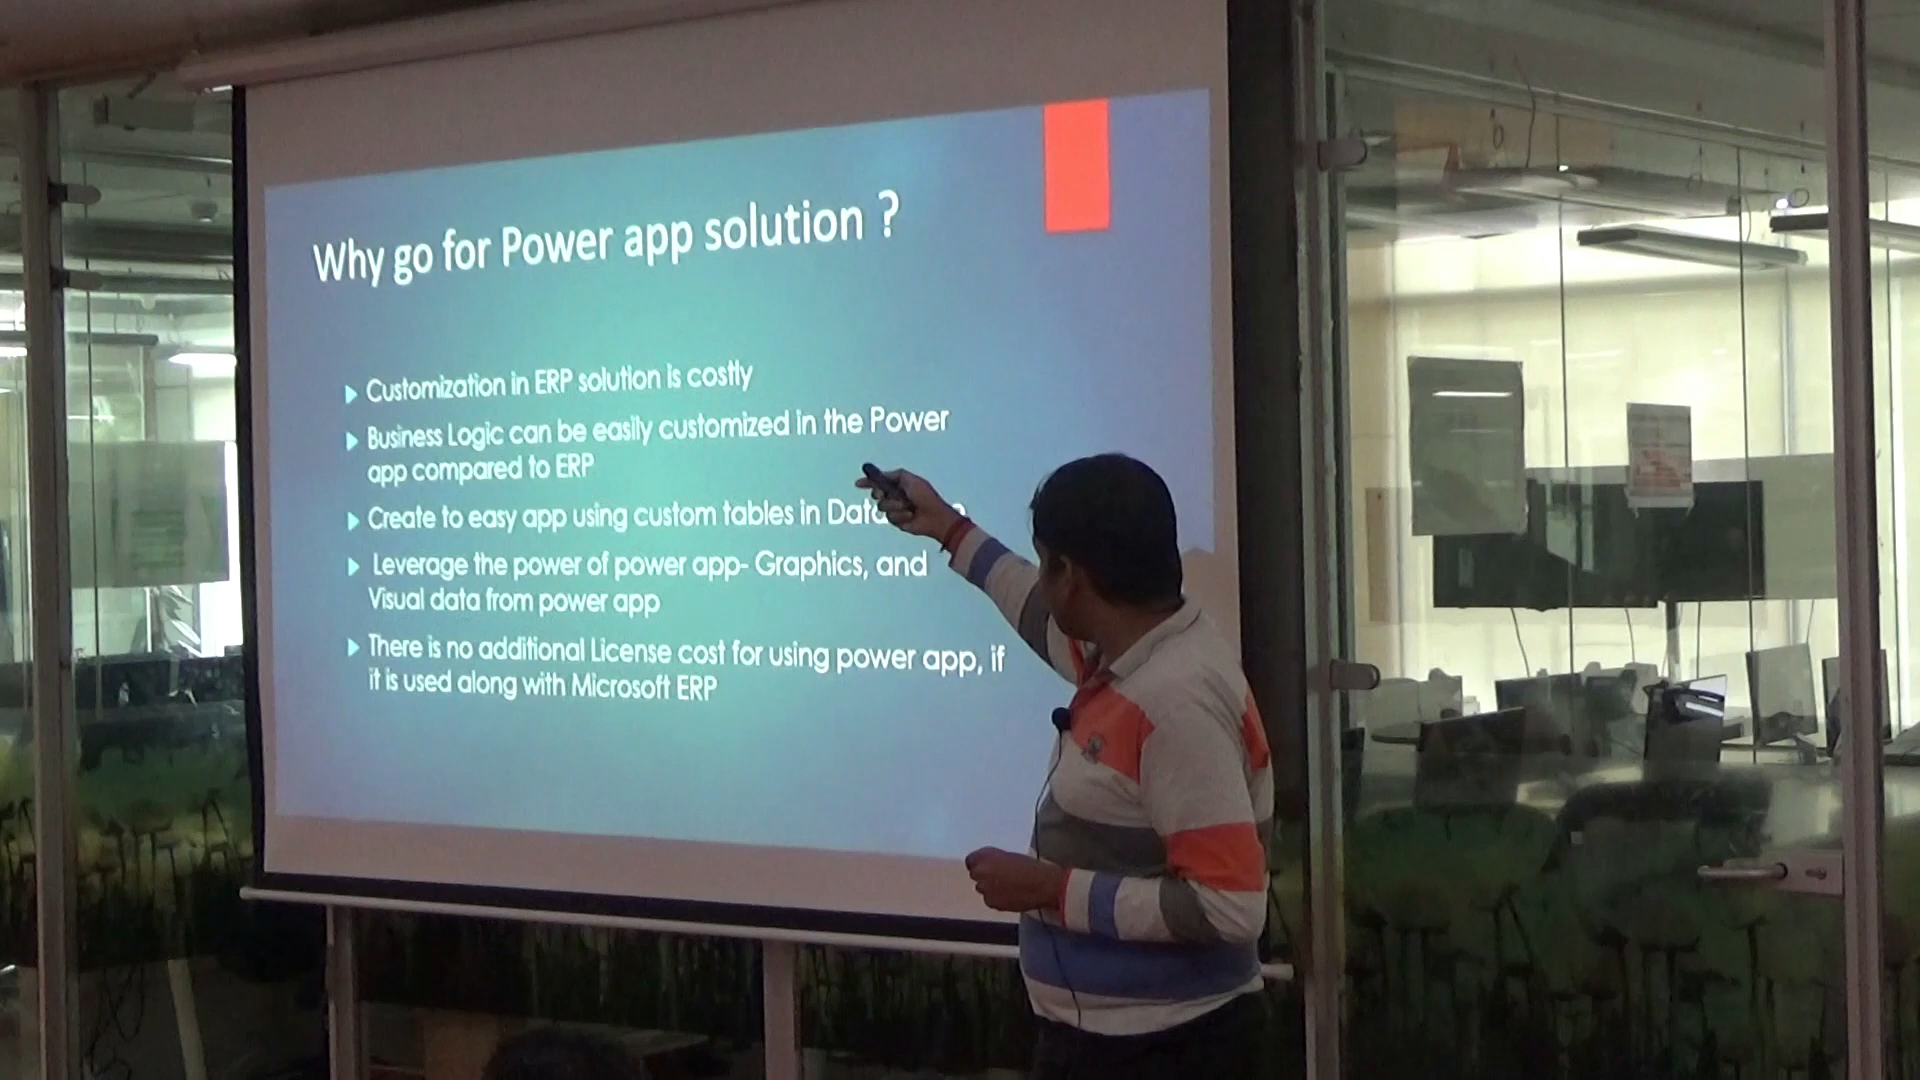 Why go for Power app solution ?
Customization in ERP solution is costly
Business Logic can be easily customized in the Power
app compared to ERP
Create to easy app using custom tables in
Leverage the power of power app- Graphics, and
Visual data from power app
There is no additional License cost for using power app, if
it is used along with Microsoft ERP